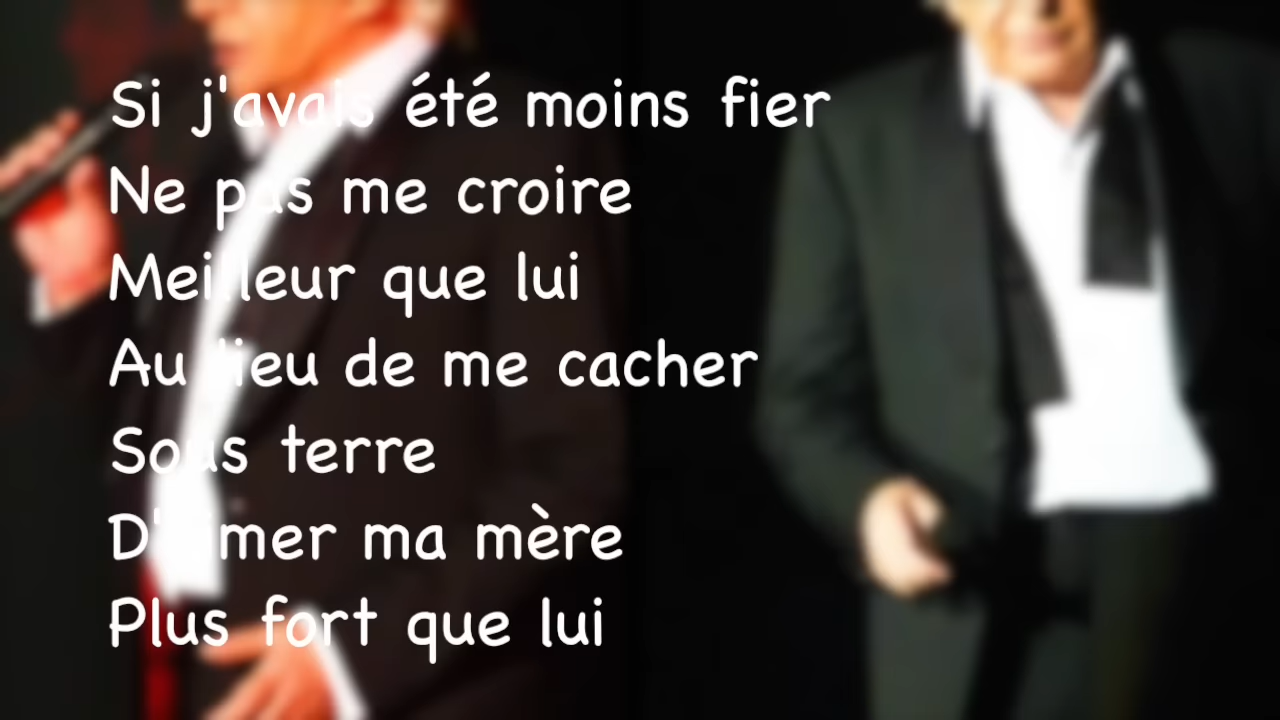 Si j'avais été moins fier
Ne pas me croire
Meilleur que lui
Au lieu de me cacher
Sous terre
D'aimer ma mère
Plus fort que lui